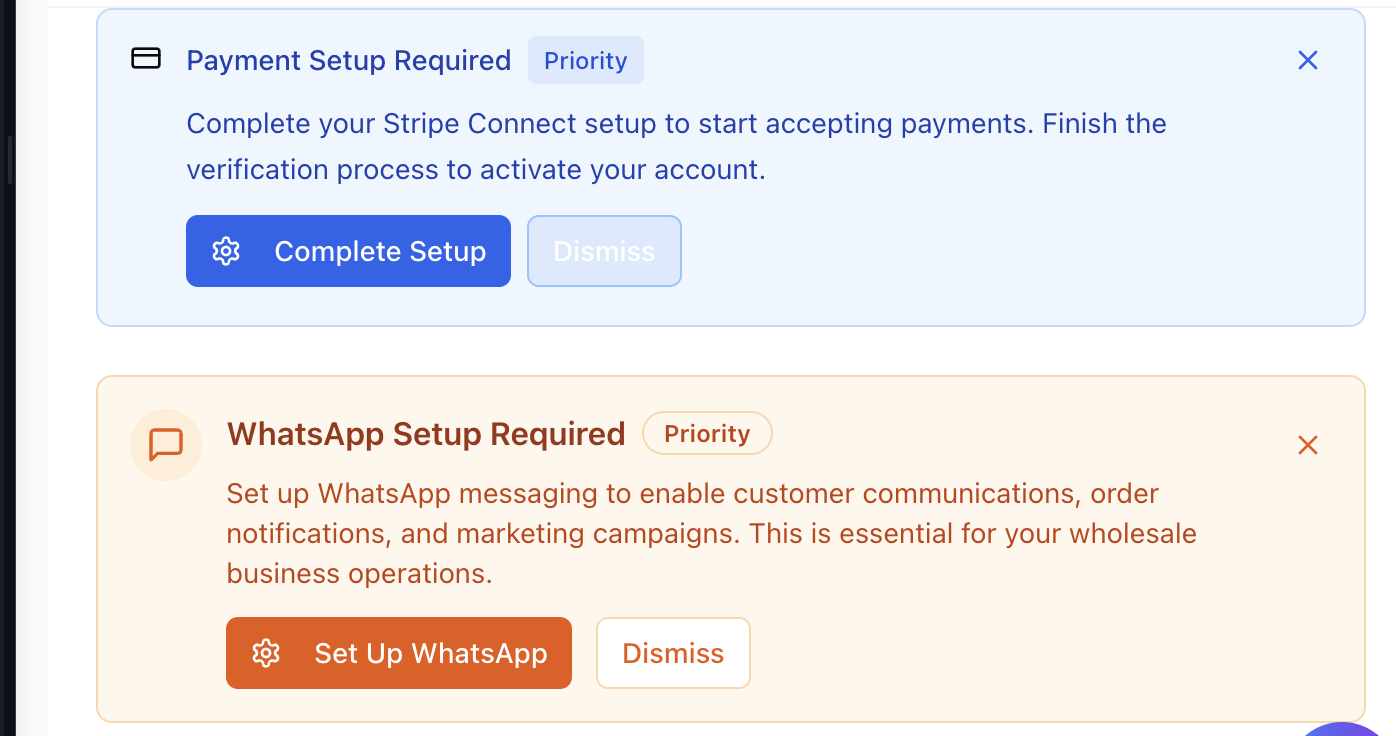 Payment Setup Required Priority
Complete your Stripe Connect setup to start accepting payments. Finish the
verification process to activate your account.
Complete Setup Dismiss
WhatsApp Setup Required Priority
Set up WhatsApp messaging to enable customer communications, order
notifications, and marketing campaigns. This is essential for your wholesale
business operations.
Set Up WhatsApp Dismiss